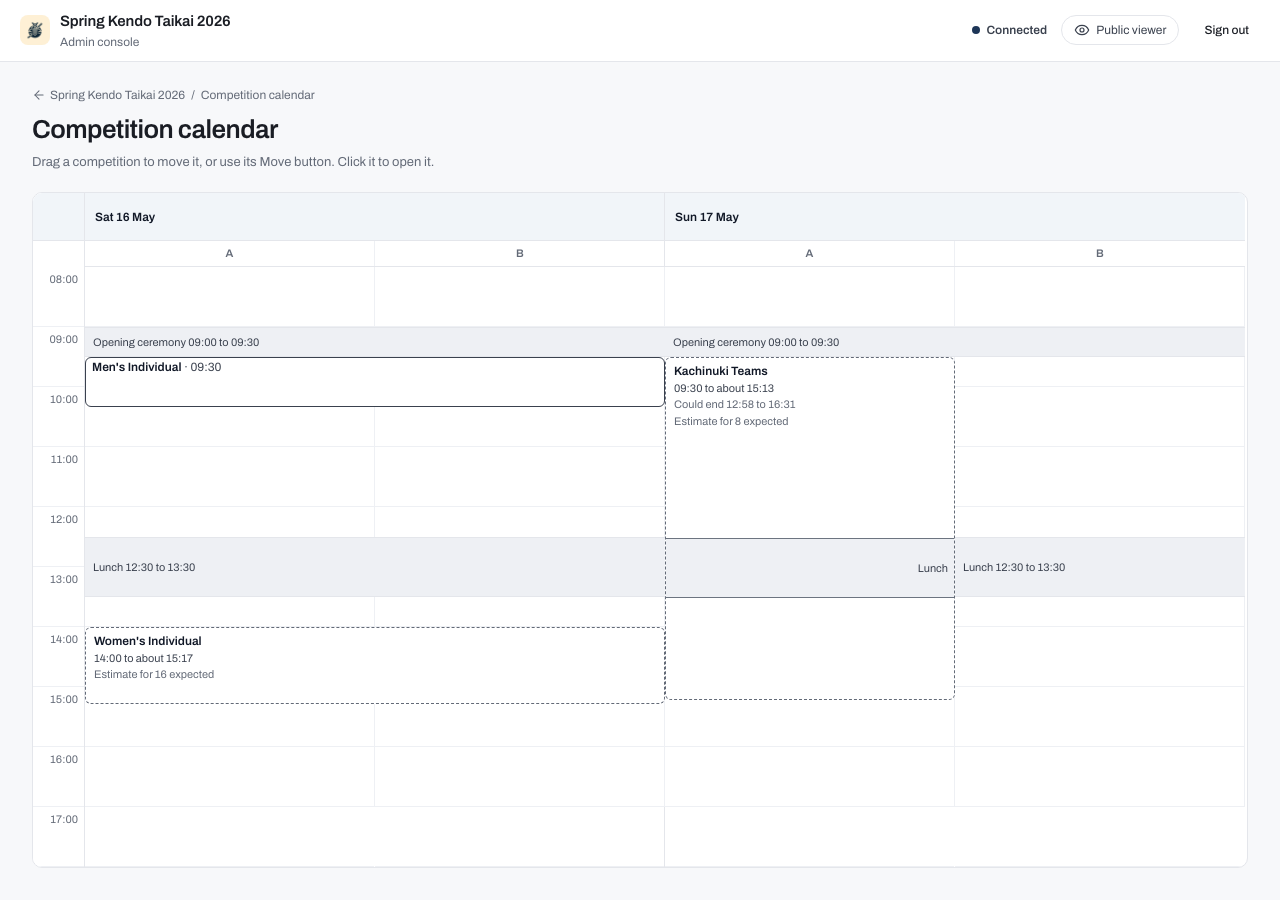 Spring Kendo Taikai 2026
Admin console
Connected
Public viewer
Sign out
Spring Kendo Taikai 2026 / Competition calendar
Competition calendar
Drag a competition to move it, or use its Move button. Click it to open it.
Sat 16 May
Sun 17 May
A
B
A
B
08:00
09:00
Opening ceremony 09:00 to 09:30
Opening ceremony 09:00 to 09:30
Men's Individual · 09:30
Kachinuki Teams
09:30 to about 15:13
Could end 12:58 to 16:31
Estimate for 8 expected
10:00
11:00
12:00
Lunch 12:30 to 13:30
Lunch
Lunch 12:30 to 13:30
13:00
14:00
Women's Individual
14:00 to about 15:17
Estimate for 16 expected
15:00
16:00
17:00